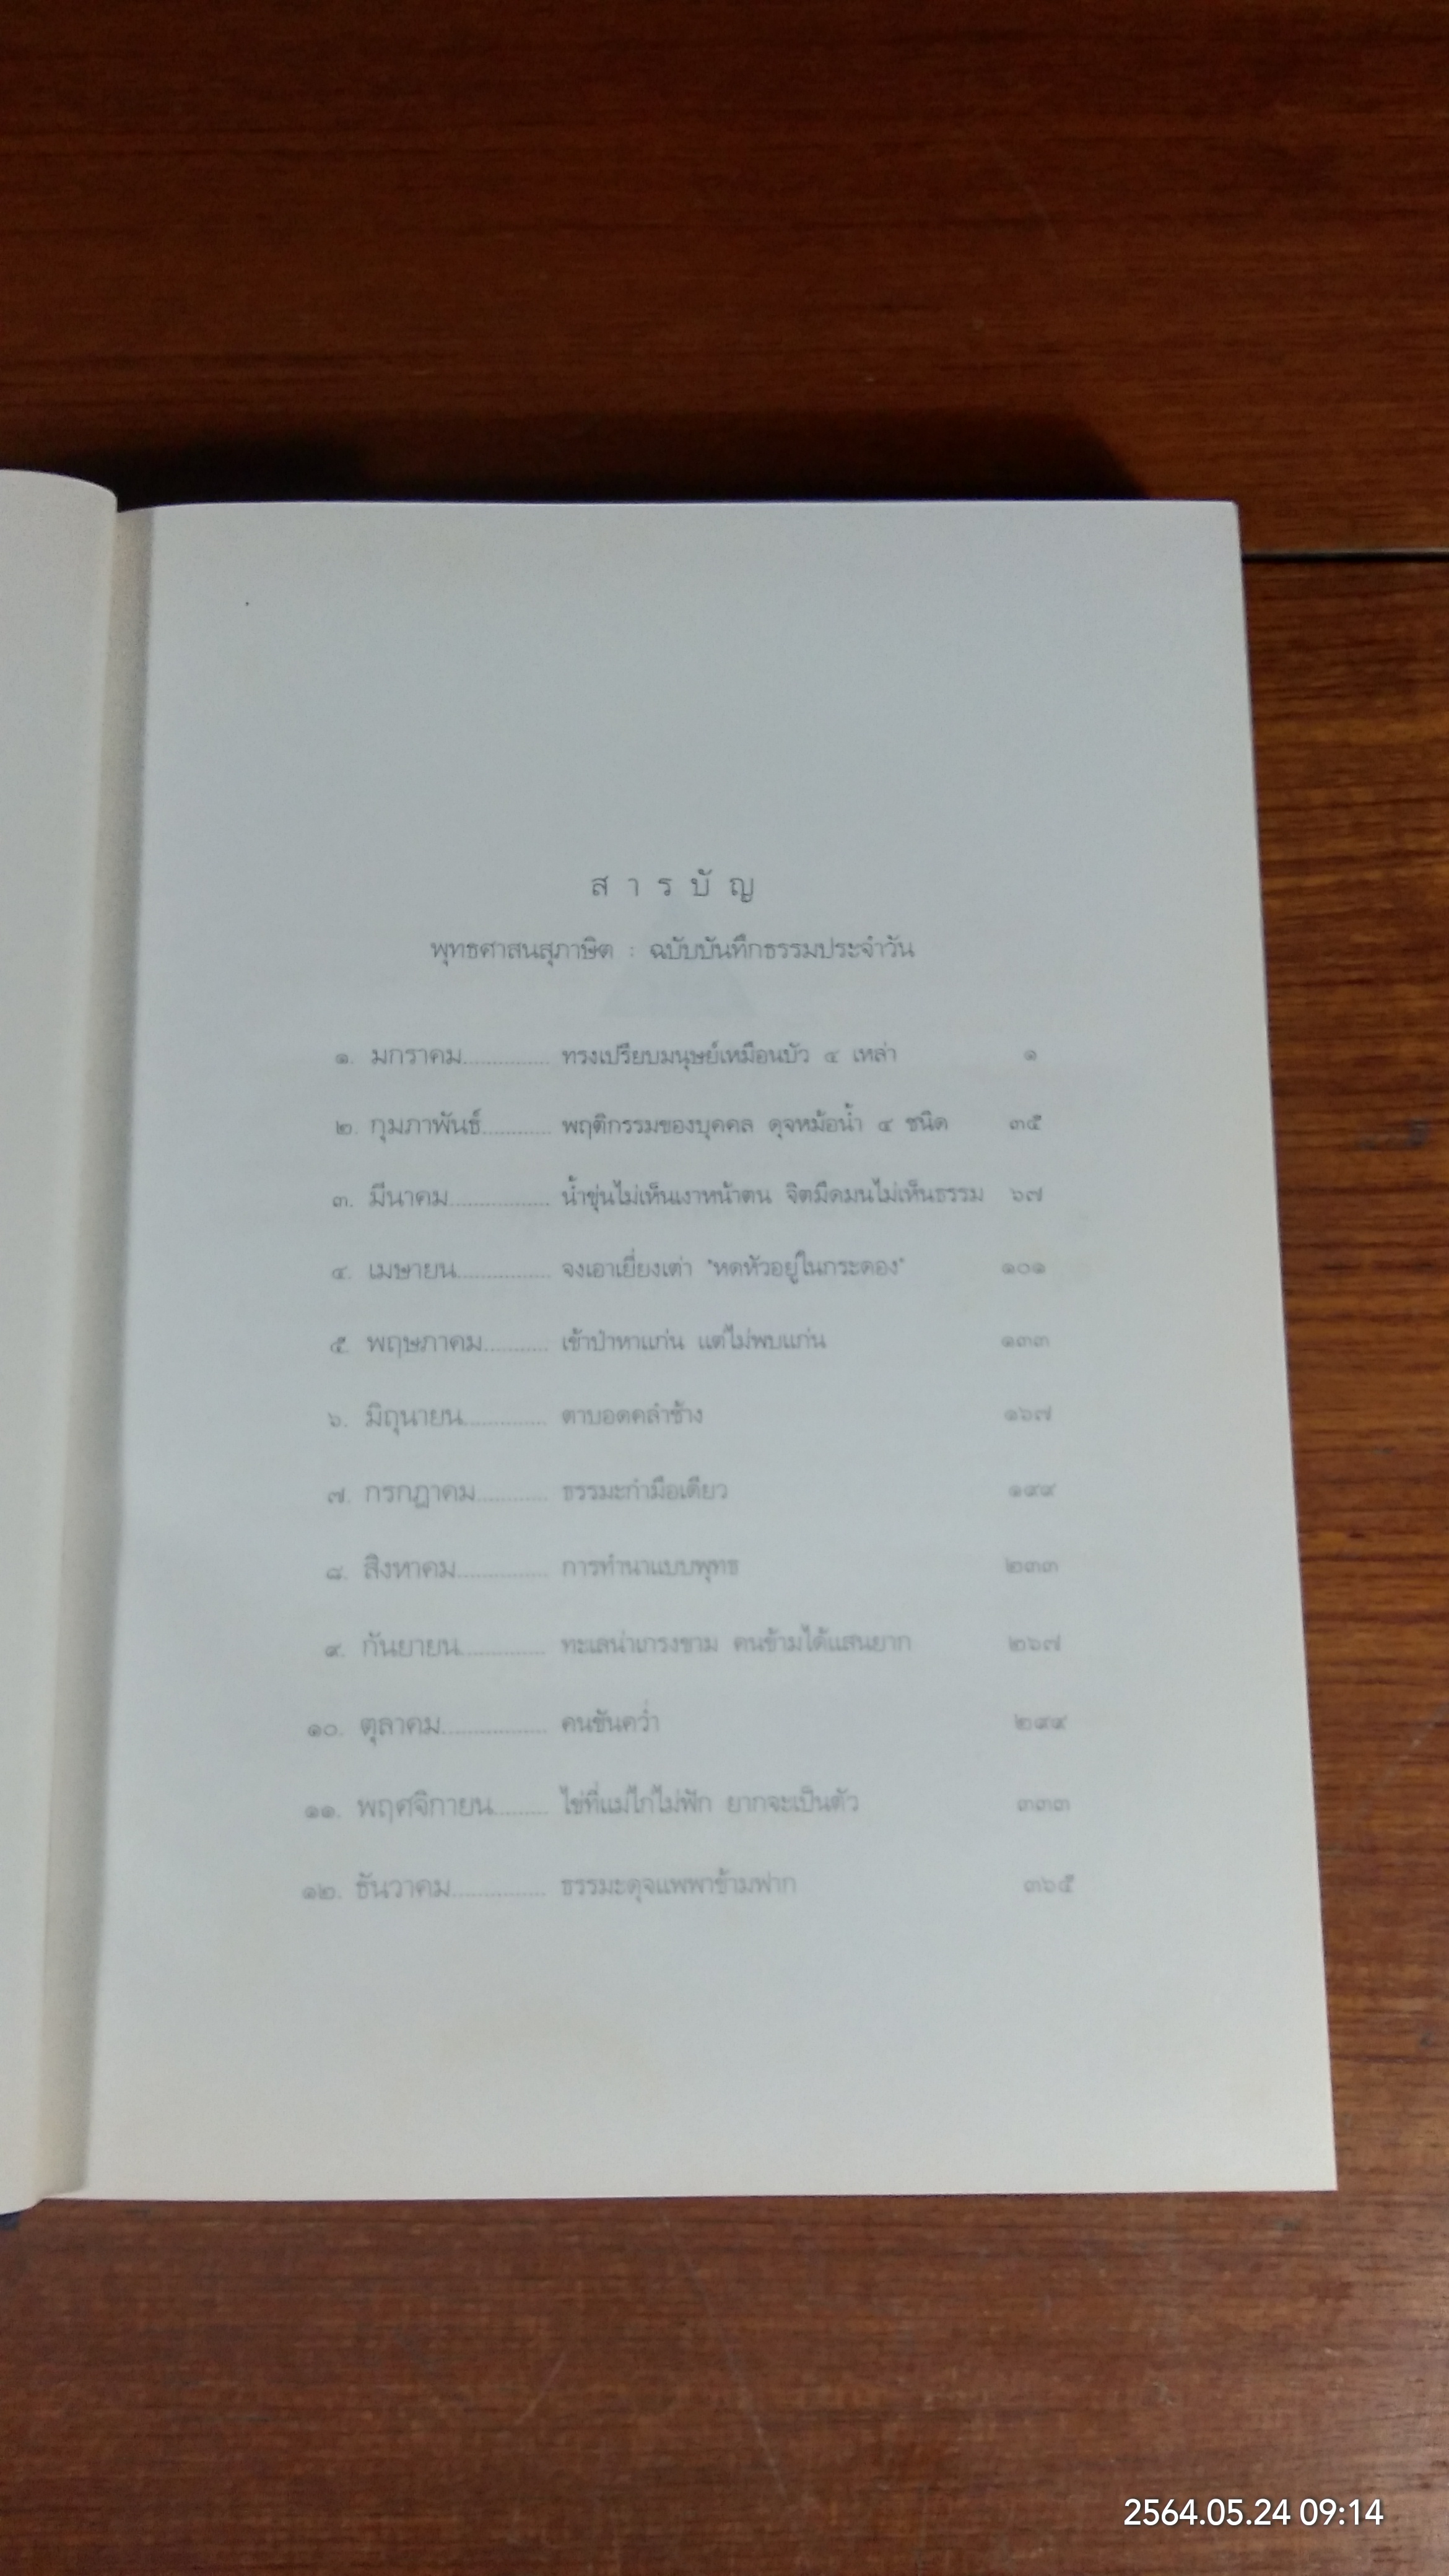 สารบัญ
พุทธศาสนสุภาษิต : ฉบับบันทึกธรรมประจำวัน
๑. มกราคม.............. ทรงเปรียบมนุษย์เหมือนบัว ๔ เหล่า ๑
๒. กุมภาพันธ์........... พฤติกรรมของบุคคล ดุจหม้อน้ำ ๔ ชนิด ๓๕
๓. มีนาคม................ น้ำขุ่นไม่เห็นเงาหน้าตน จิตมืดมนไม่เห็นธรรม ๖๗
๔. เมษายน............... จงเอาเยี่ยงเต่า "หดหัวอยู่ในกระดอง" ๑๐๑
๕. พฤษภาคม.......... เข้าป่าหาแก่น แต่ไม่พบแก่น ๑๓๓
๖. มิถุนายน............. ตาบอดคลำช้าง ๑๖๗
๗. กรกฎาคม........... ธรรมะกำมือเดียว ๑๙๙
๘. สิงหาคม.............. การทำนาแบบพุทธ ๒๓๓
๙. กันยายน............. ทะเลน่าเกรงขาม คนข้ามได้แสนยาก ๒๖๗
๑๐. ตุลาคม................ คนขันคว่ำ ๒๙๙
๑๑. พฤศจิกายน........ ไข่ที่แม่ไก่ไม่ฟัก ยากจะเป็นตัว ๓๓๓
๑๒. ธันวาคม.............. ธรรมะดุจแพพาข้ามฟาก ๓๖๕
2564.05.24 09:14